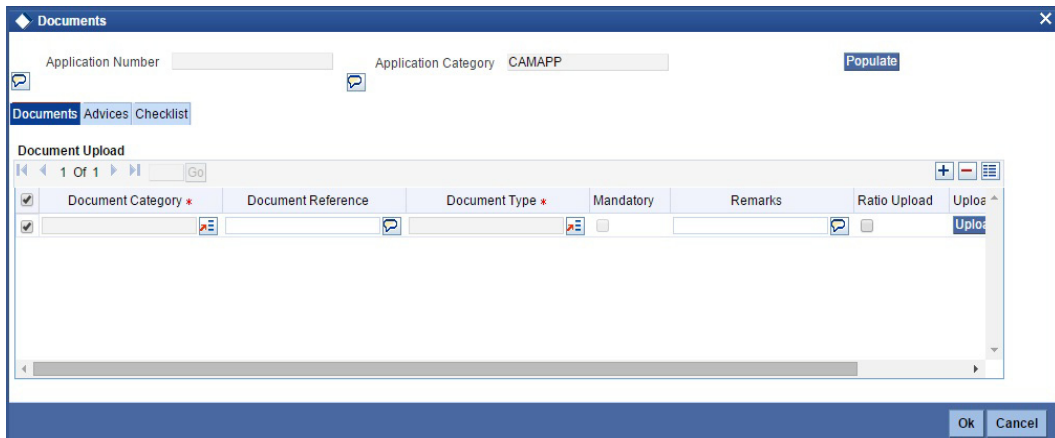 Documents
Application Number
Application Category CAMAPP
Populate
Documents Advices Checklist
Document Upload
1 Of 1 Go
Document Category * Document Reference Document Type * Mandatory Remarks Ratio Upload Uploa
Uploa
Ok Cancel